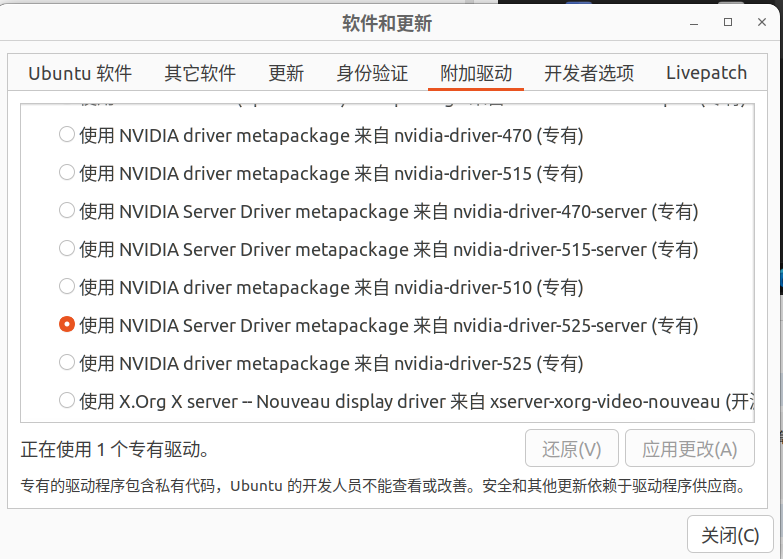 软件和更新
Ubuntu 软件 其它软件 更新 身份验证 附加驱动 开发者选项 Livepatch
使用 NVIDIA driver metapackage 来自 nvidia-driver-470 (专有)
使用 NVIDIA driver metapackage 来自 nvidia-driver-515 (专有)
使用 NVIDIA Server Driver metapackage 来自 nvidia-driver-470-server (专有)
使用 NVIDIA Server Driver metapackage 来自 nvidia-driver-515-server (专有)
使用 NVIDIA driver metapackage 来自 nvidia-driver-510 (专有)
使用 NVIDIA Server Driver metapackage 来自 nvidia-driver-525-server (专有)
使用 NVIDIA driver metapackage 来自 nvidia-driver-525 (专有)
使用 X.Org X server -- Nouveau display driver 来自 xserver-xorg-video-nouveau (开
正在使用 1 个专有驱动。
还原(V) 应用更改(A)
专有的驱动程序包含私有代码，Ubuntu 的开发人员不能查看或改善。安全和其他更新依赖于驱动程序供应商。
关闭(C)